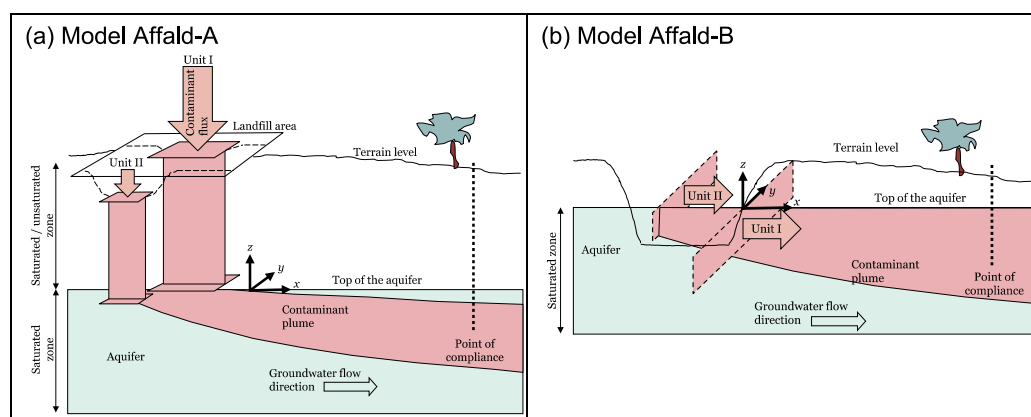 (a) Model Affald-A
Unit I
Contaminant
flux
Landfill area
Unit II
Terrain level
Saturated / unsaturated
zone
z
y
x
Top of the aquifer
Contaminant
plume
Saturated
zone
Aquifer
Point of
compliance
Groundwater flow
direction
(b) Model Affald-B
Terrain level
z
y
x
Unit II
Top of the aquifer
Unit I
Aquifer
Saturated zone
Contaminant
plume
Point of
compliance
Groundwater flow
direction